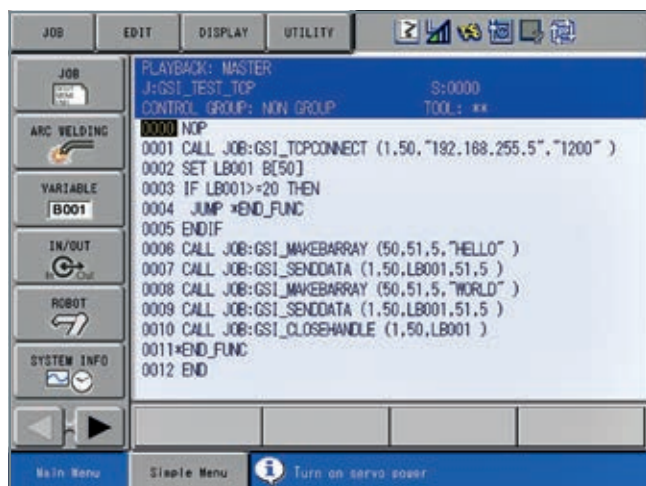 JOB EDIT DISPLAY UTILITY
JOB
ARC WELDING
VARIABLE
B001
IN/OUT
In Out
ROBOT
SYSTEM INFO
PLAYBACK: MASTER
J:GSI_TEST_TCP S:0000
CONTROL GROUP: NON GROUP TOOL: **
0000 NOP
0001 CALL JOB:GSI_TCPCONNECT (1,50,"192.168.255.5","1200" )
0002 SET LB001 B[50]
0003 IF LB001>=20 THEN
0004 JUMP *END_FUNC
0005 ENDIF
0006 CALL JOB:GSI_MAKEBARRAY (50,51,5,"HELLO" )
0007 CALL JOB:GSI_SENDDATA (1,50,LB001,51,5 )
0008 CALL JOB:GSI_MAKEBARRAY (50,51,5,"WORLD" )
0009 CALL JOB:GSI_SENDDATA (1,50,LB001,51,5 )
0010 CALL JOB:GSI_CLOSEHANDLE (1,50,LB001 )
0011*END_FUNC
0012 END
Main Menu Simple Menu Turn on servo power